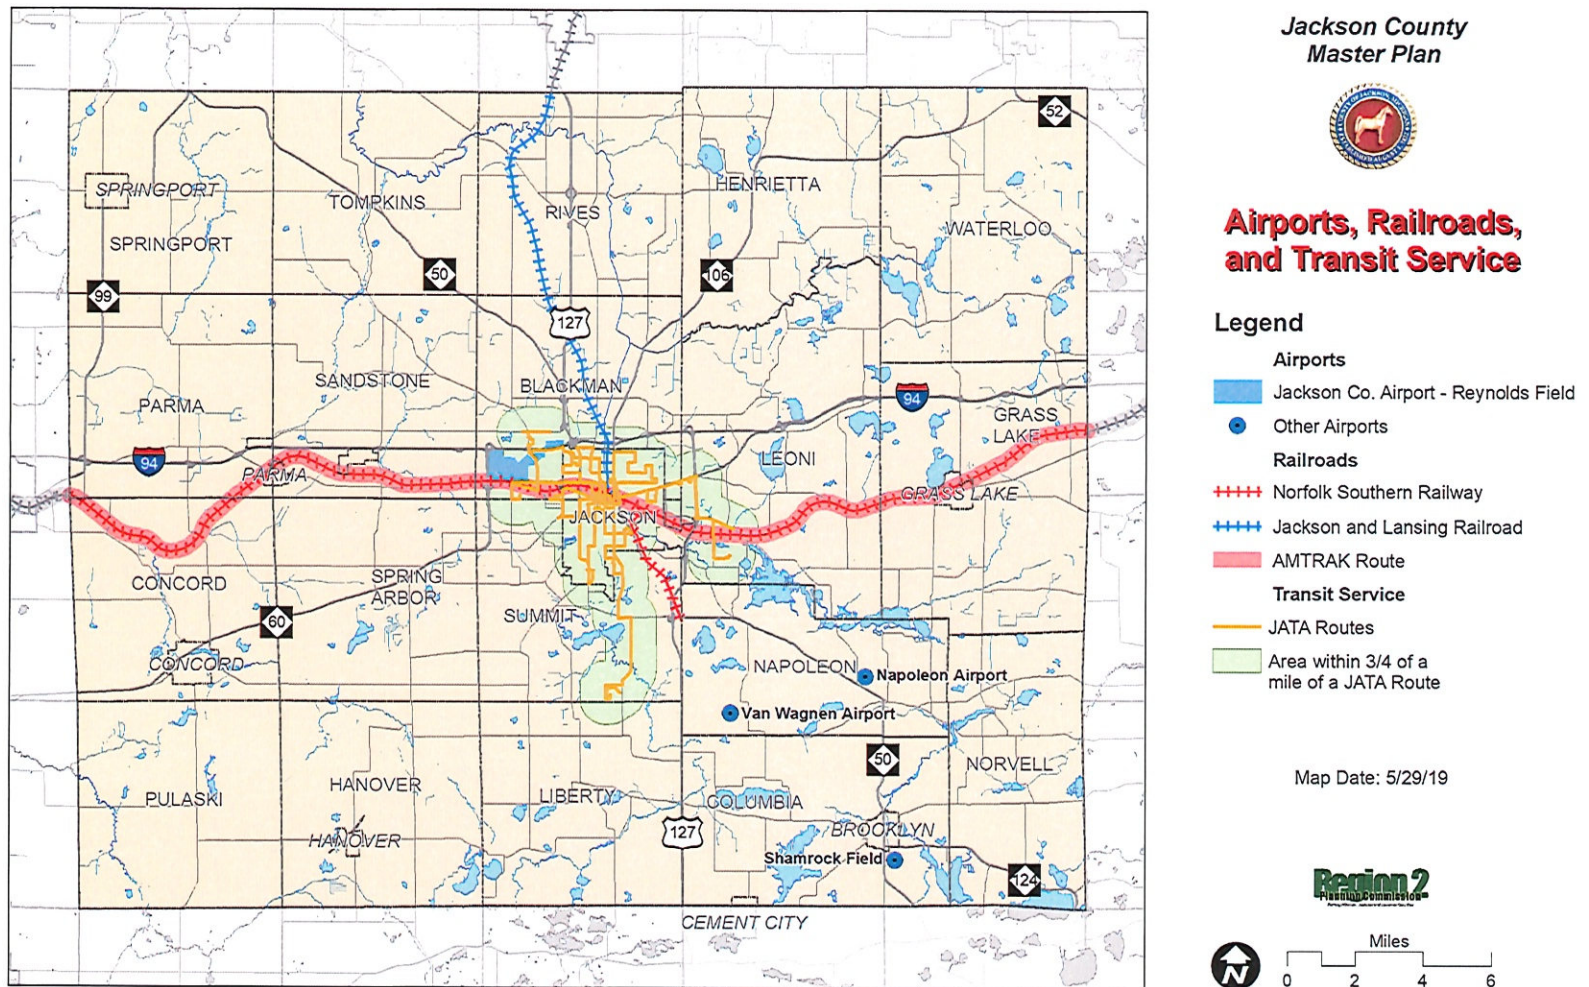 Jackson County
Master Plan
Airports, Railroads,
and Transit Service
Legend
Airports
Jackson Co. Airport - Reynolds Field
Other Airports
Railroads
Norfolk Southern Railway
Jackson and Lansing Railroad
AMTRAK Route
Transit Service
JATA Routes
Area within 3/4 of a
mile of a JATA Route
Map Date: 5/29/19
Region 2
Planning Commission
Miles
0 2 4 6
N
52
SPRINGPORT
TOMPKINS
RIVES
HENRIETTA
SPRINGPORT
WATERLOO
50
106
99
127
SANDSTONE
BLACKMAN
PARMA
94
GRASS
LAKE
94
PARMA
LEONI
GRASS LAKE
JACKSON
CONCORD
SPRING
ARBOR
60
SUMMIT
CONCORD
NAPOLEON
Napoleon Airport
Van Wagnen Airport
50
NORVELL
HANOVER
PULASKI
LIBERTY
COLUMBIA
127
BROOKLYN
HANOVER
Shamrock Field
124
CEMENT CITY